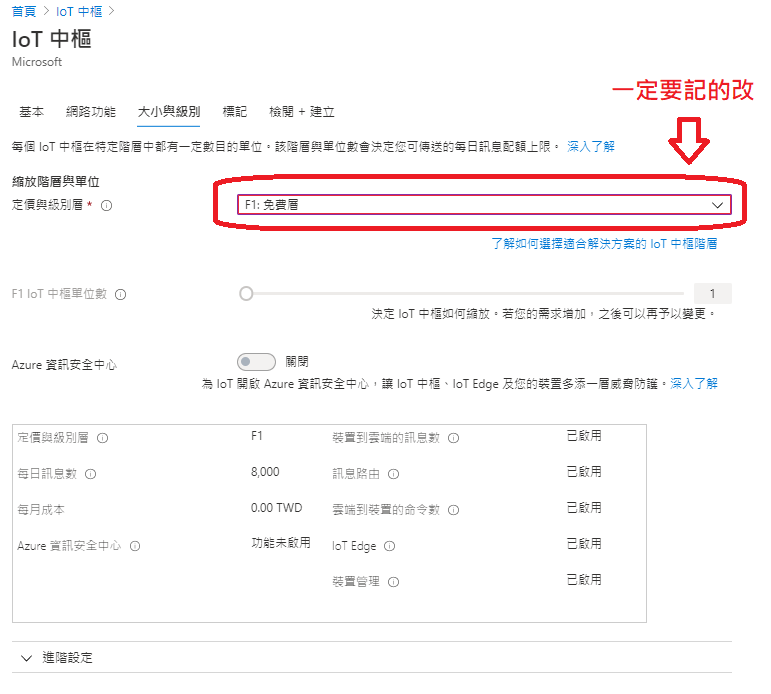 首頁 > IoT 中樞 >
IoT 中樞
Microsoft
一定要記的改
基本 網路功能 大小與級別 標記 檢閱 + 建立
每個 IoT 中樞在特定階層中都有一定數目的單位。該階層與單位數會決定您可傳送的每日訊息配額上限。 深入了解
縮放階層與單位
定價與級別層 * F1: 免費層
了解如何選擇適合解決方案的 IoT 中樞階層
F1 IoT 中樞單位數 1
決定 IoT 中樞如何縮放。若您的需求增加，之後可以再予以變更。
Azure 資訊安全中心 關閉
為 IoT 開啟 Azure 資訊安全中心，讓 IoT 中樞、IoT Edge 及您的裝置多添一層威脅防護。深入了解
定價與級別層 F1 裝置到雲端的訊息數 已啟用
每日訊息數 8,000 訊息路由 已啟用
每月成本 0.00 TWD 雲端到裝置的命令數 已啟用
Azure 資訊安全中心 功能未啟用 IoT Edge 已啟用
裝置管理 已啟用
進階設定